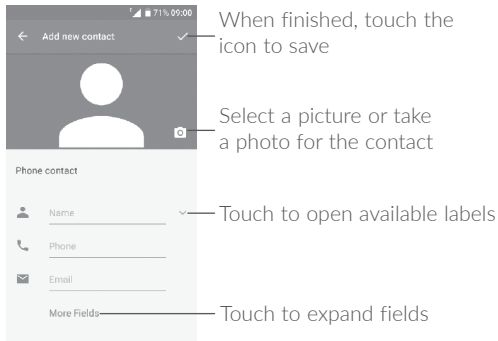 71% 09:00
Add new contact
When finished, touch the
icon to save
Select a picture or take
a photo for the contact
Phone contact
Name
Touch to open available labels
Phone
Email
More Fields
Touch to expand fields